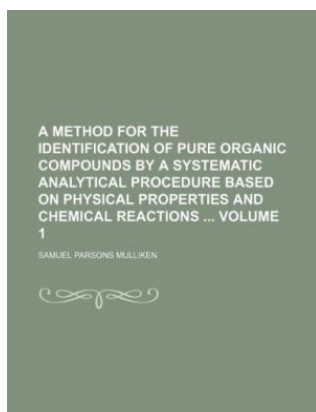 A METHOD FOR THE
IDENTIFICATION OF PURE ORGANIC
COMPOUNDS BY A SYSTEMATIC
ANALYTICAL PROCEDURE BASED
ON PHYSICAL PROPERTIES AND
CHEMICAL REACTIONS ... VOLUME
1
SAMUEL PARSONS MULLIKEN